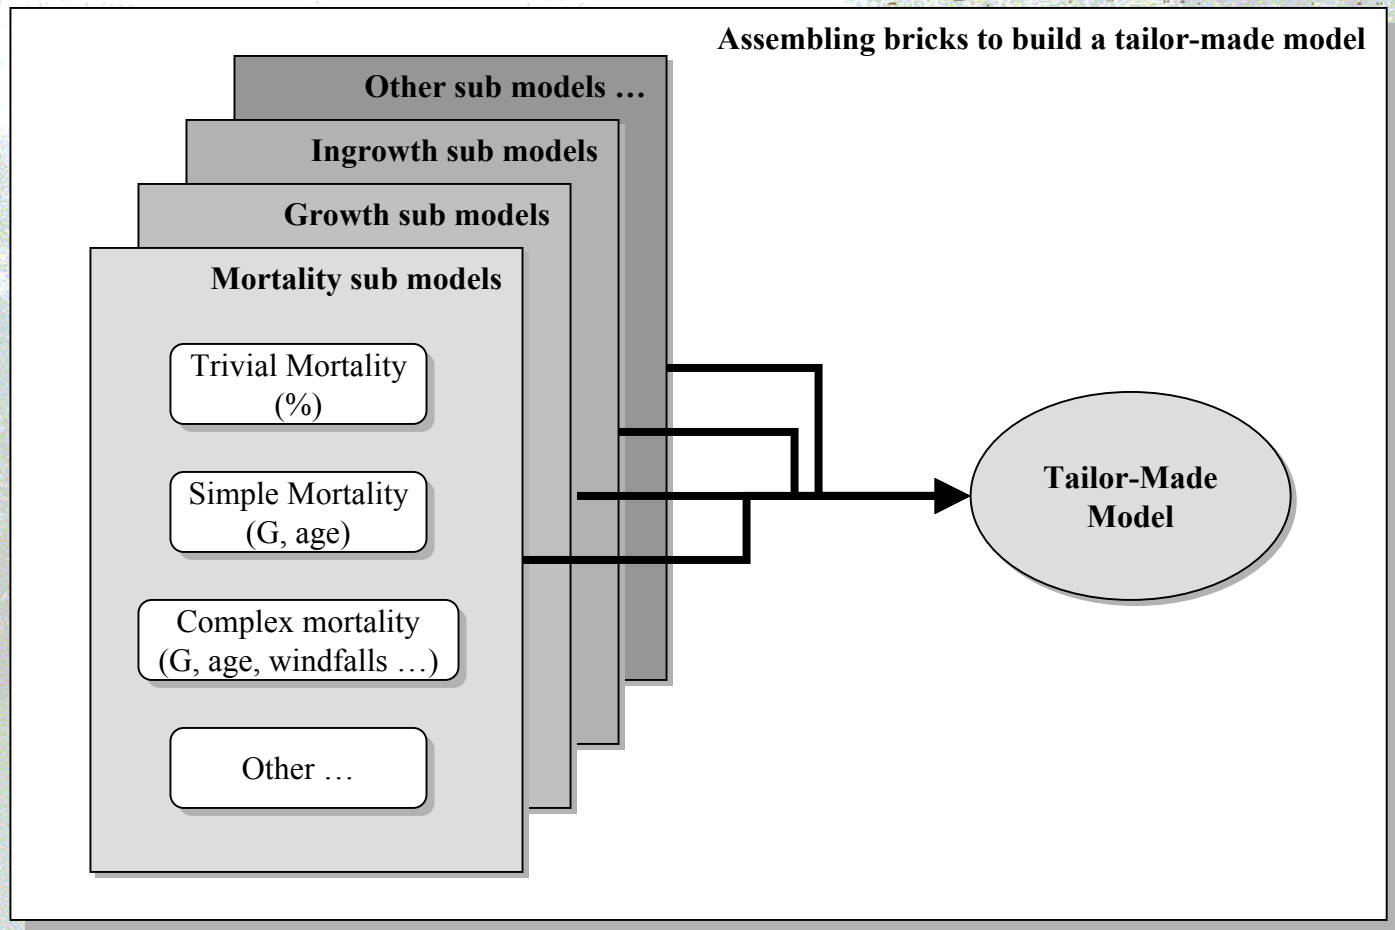 Assembling bricks to build a tailor-made model
Other sub models …
Ingrowth sub models
Growth sub models
Mortality sub models
Trivial Mortality
(%)
Simple Mortality
(G, age)
Complex mortality
(G, age, windfalls …)
Other …
Tailor-Made
Model